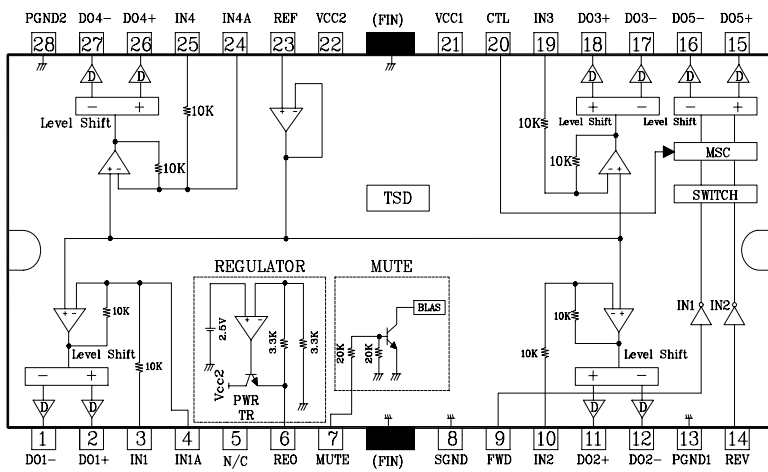 PGND2 DO4- DO4+ IN4 IN4A REF VCC2 (FIN) VCC1 CTL IN3 DO3+ DO3- DO5- DO5+
28 27 26 25 24 23 22 21 20 19 18 17 16 15
D D D D D D
- + + - - +
Level Shift Level Shift Level Shift
10K 10K
10K 10K
MSC
+ - - +
TSD SWITCH
REGULATOR MUTE
IN1 IN2
BLAS
10K 10K
2.5V 3.3K 3.3K
Level Shift Level Shift
10K 20K 20K 10K
- + + -
Vcc2 PWR
TR
D D D D
1 2 3 4 5 6 7 8 9 10 11 12 13 14
DO1- DO1+ IN1 IN1A N/C REO MUTE (FIN) SGND FWD IN2 DO2+ DO2- PGND1 REV